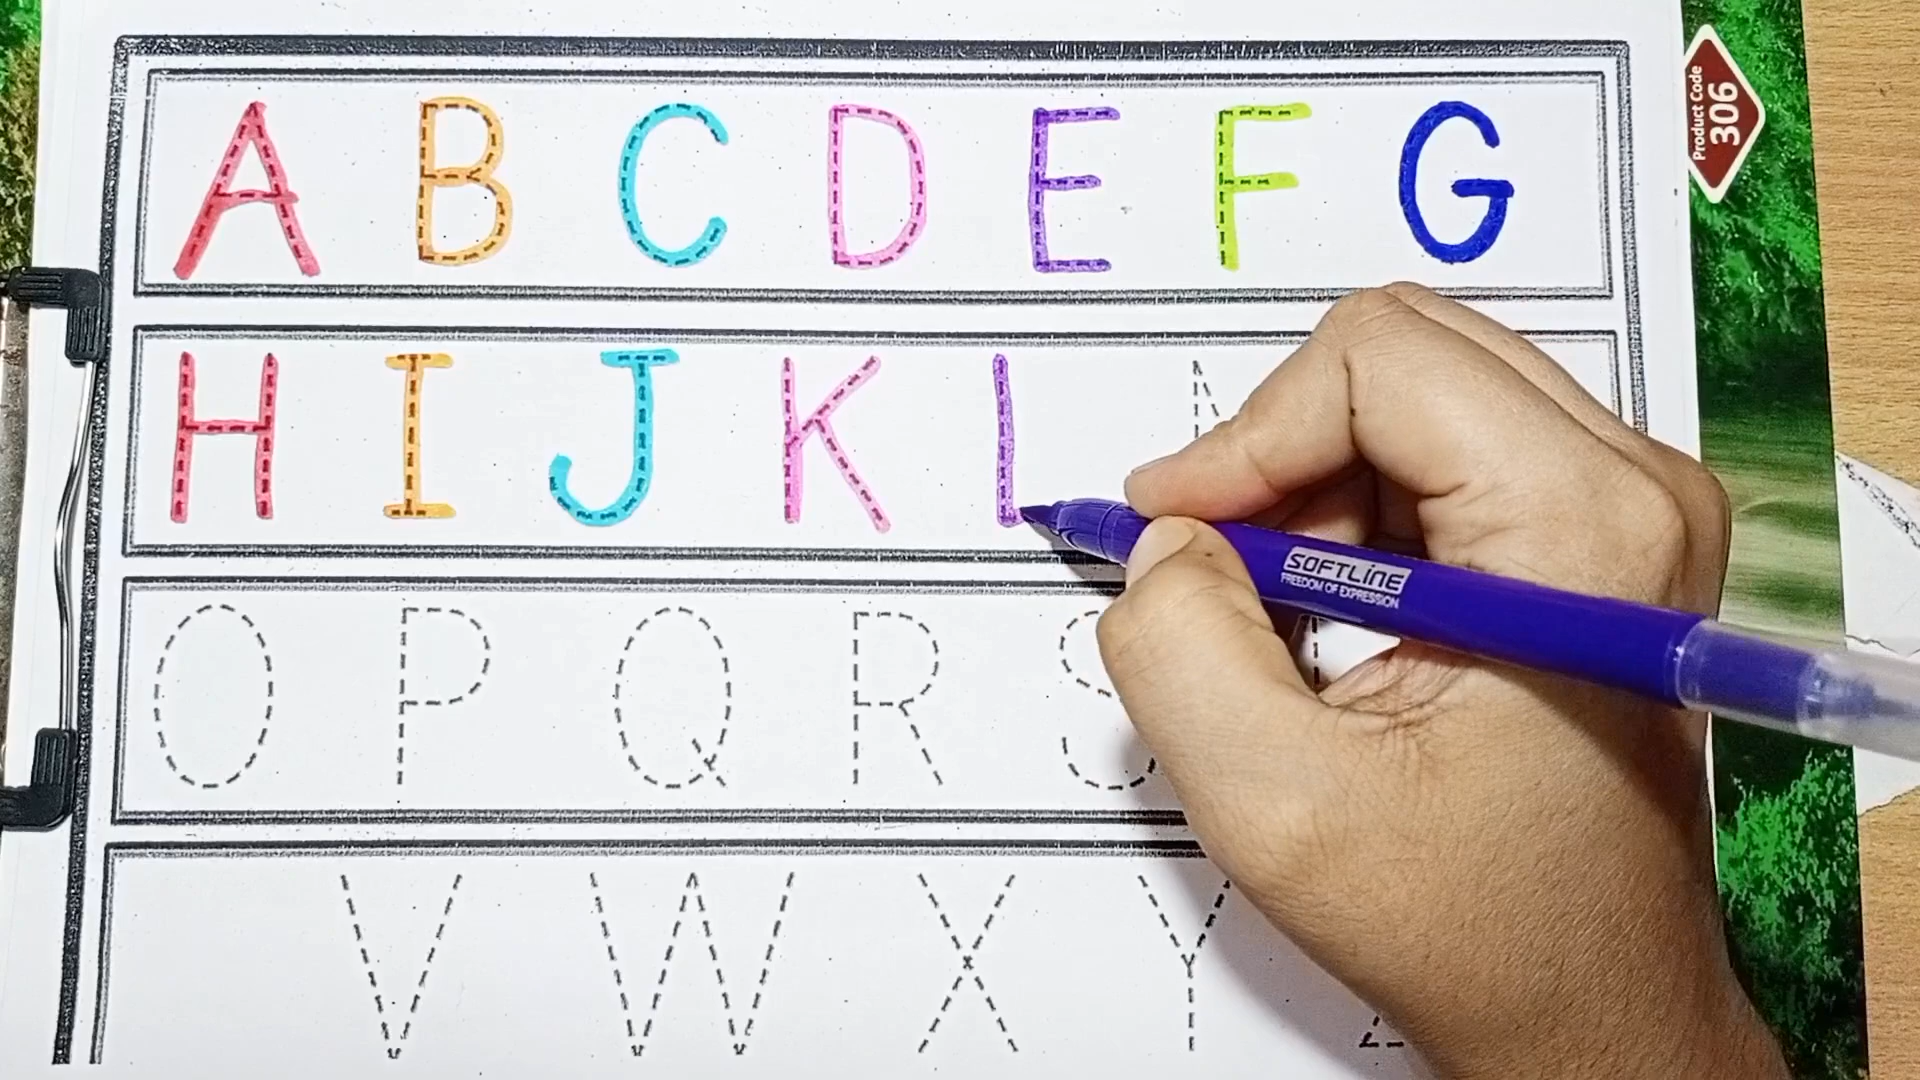 A B C D E F G
H I J K L
O P Q R S
V W X Y
Product Code
306
SOFTLINE
FREEDOM OF EXPRESSION